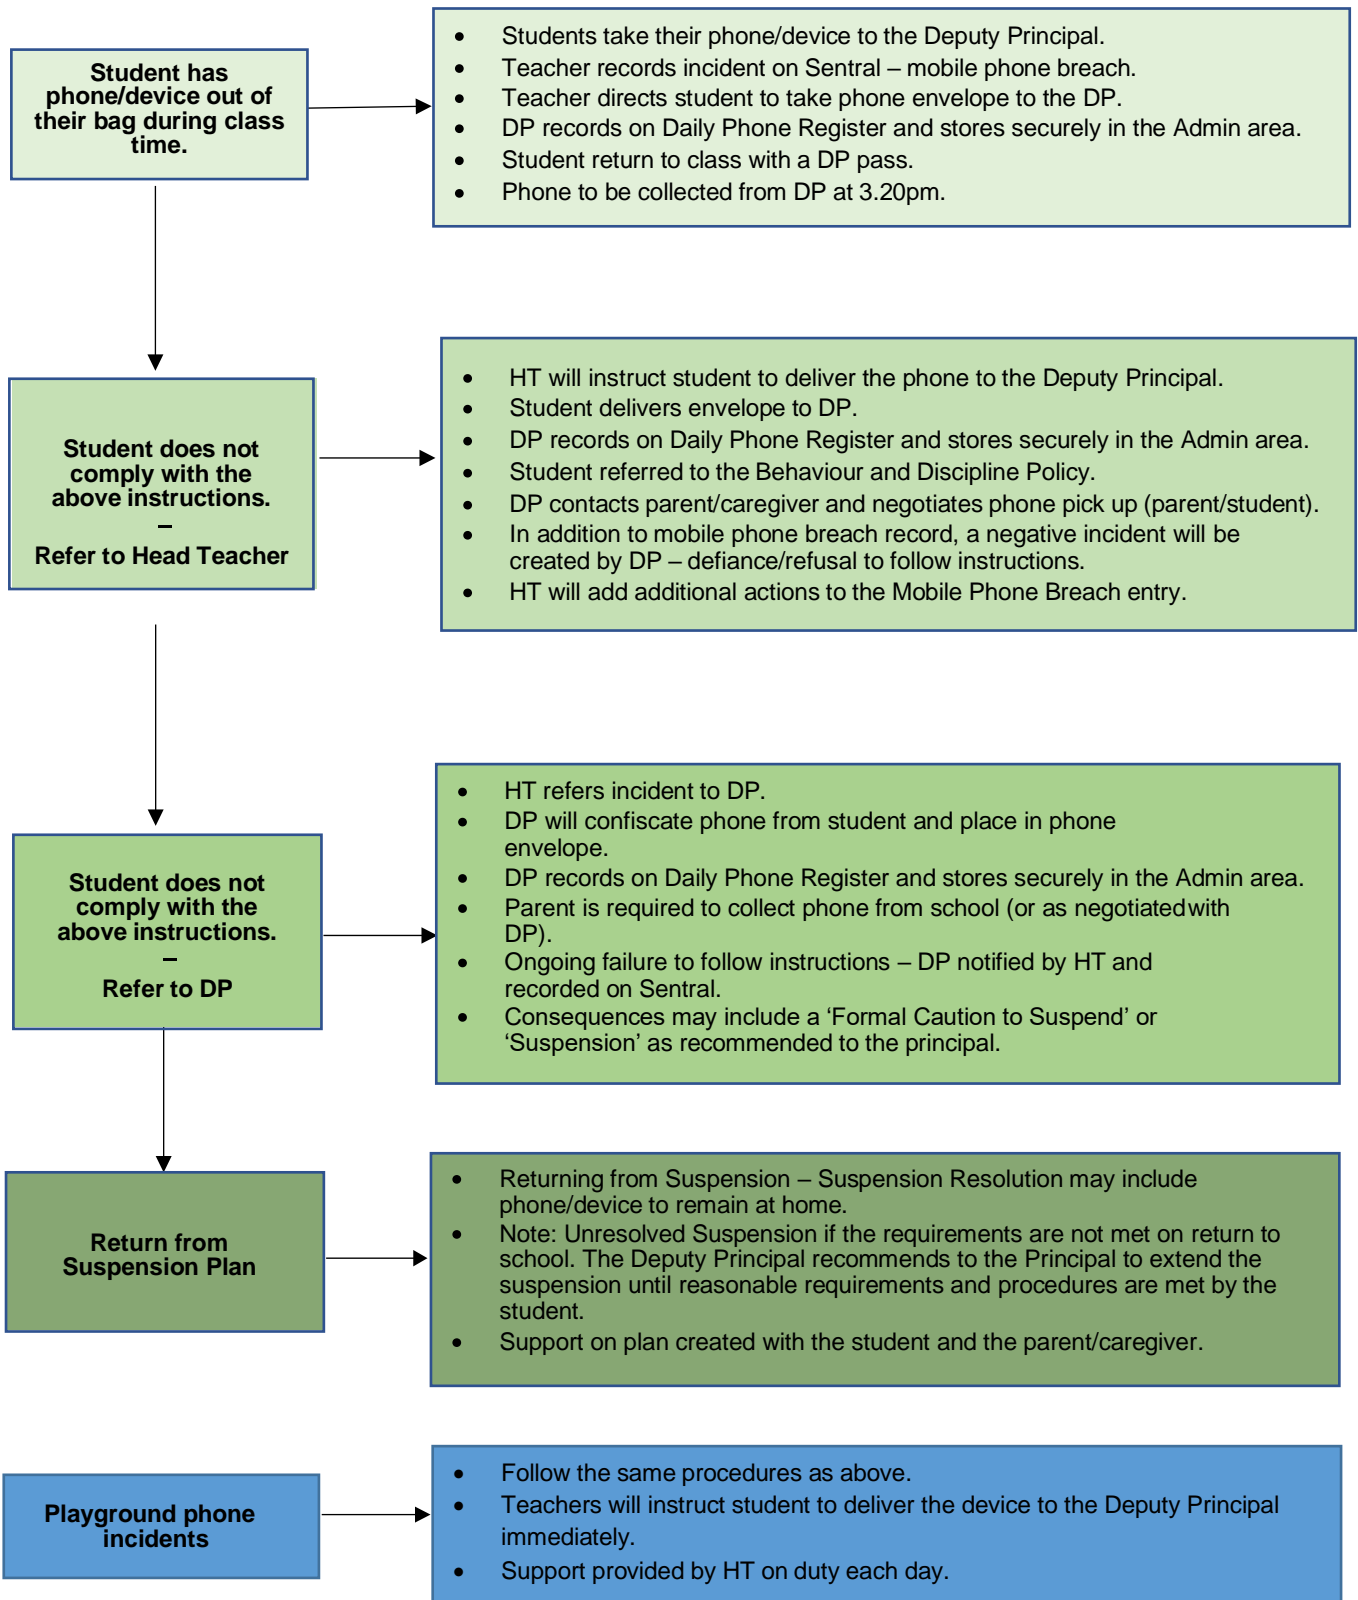 Student has
phone/device out of
their bag during class
time.
• Students take their phone/device to the Deputy Principal.
• Teacher records incident on Sentral – mobile phone breach.
• Teacher directs student to take phone envelope to the DP.
• DP records on Daily Phone Register and stores securely in the Admin area.
• Student return to class with a DP pass.
• Phone to be collected from DP at 3.20pm.
Student does not
comply with the
above instructions.
–
Refer to Head Teacher
• HT will instruct student to deliver the phone to the Deputy Principal.
• Student delivers envelope to DP.
• DP records on Daily Phone Register and stores securely in the Admin area.
• Student referred to the Behaviour and Discipline Policy.
• DP contacts parent/caregiver and negotiates phone pick up (parent/student).
• In addition to mobile phone breach record, a negative incident will be
created by DP – defiance/refusal to follow instructions.
• HT will add additional actions to the Mobile Phone Breach entry.
Student does not
comply with the
above instructions.
–
Refer to DP
• HT refers incident to DP.
• DP will confiscate phone from student and place in phone
envelope.
• DP records on Daily Phone Register and stores securely in the Admin area.
• Parent is required to collect phone from school (or as negotiatedwith
DP).
• Ongoing failure to follow instructions – DP notified by HT and
recorded on Sentral.
• Consequences may include a ‘Formal Caution to Suspend’ or
‘Suspension’ as recommended to the principal.
Return from
Suspension Plan
• Returning from Suspension – Suspension Resolution may include
phone/device to remain at home.
• Note: Unresolved Suspension if the requirements are not met on return to
school. The Deputy Principal recommends to the Principal to extend the
suspension until reasonable requirements and procedures are met by the
student.
• Support on plan created with the student and the parent/caregiver.
Playground phone
incidents
• Follow the same procedures as above.
• Teachers will instruct student to deliver the device to the Deputy Principal
immediately.
• Support provided by HT on duty each day.